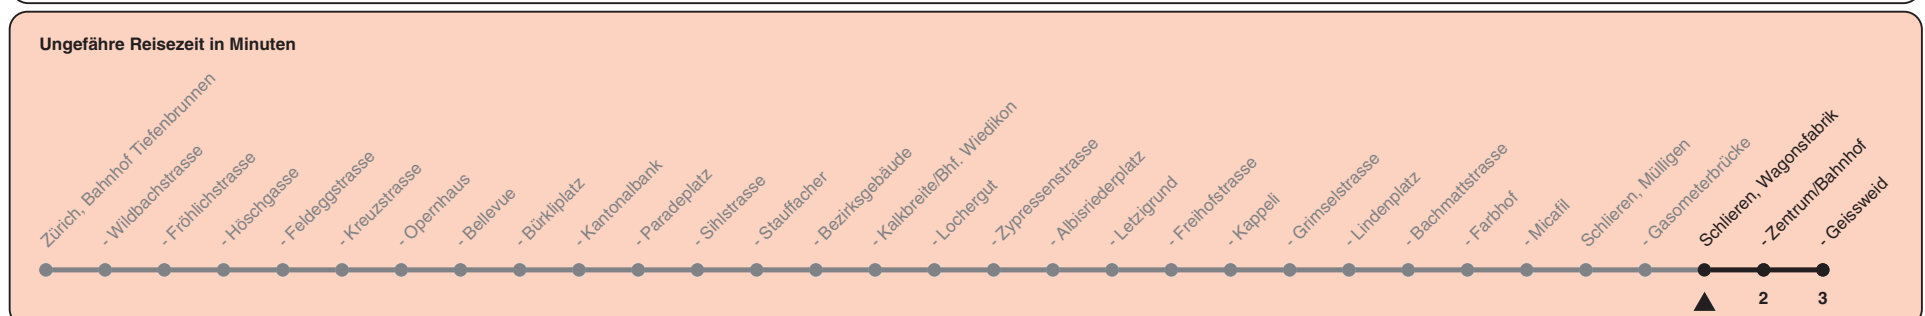 Ungefähre Reisezeit in Minuten
Zürich, Bahnhof Tiefenbrunnen
- Wildbachstrasse
- Fröhlichstrasse
- Höschgasse
- Feldeggstrasse
- Kreuzstrasse
- Opernhaus
- Bellevue
- Bürkliplatz
- Kantonalbank
- Paradeplatz
- Sihlstrasse
- Stauffacher
- Bezirksgebäude
- Kalkbreite/Bhf. Wiedikon
- Lochergut
- Zypressenstrasse
- Albisriederplatz
- Letzigrund
- Freihofstrasse
- Kappeli
- Grimselstrasse
- Lindenplatz
- Bachmattstrasse
- Farbhof
- Micafil
Schlieren, Mülligen
- Gasometerbrücke
Schlieren, Wagonsfabrik
- Zentrum/Bahnhof
- Geissweid
2 3